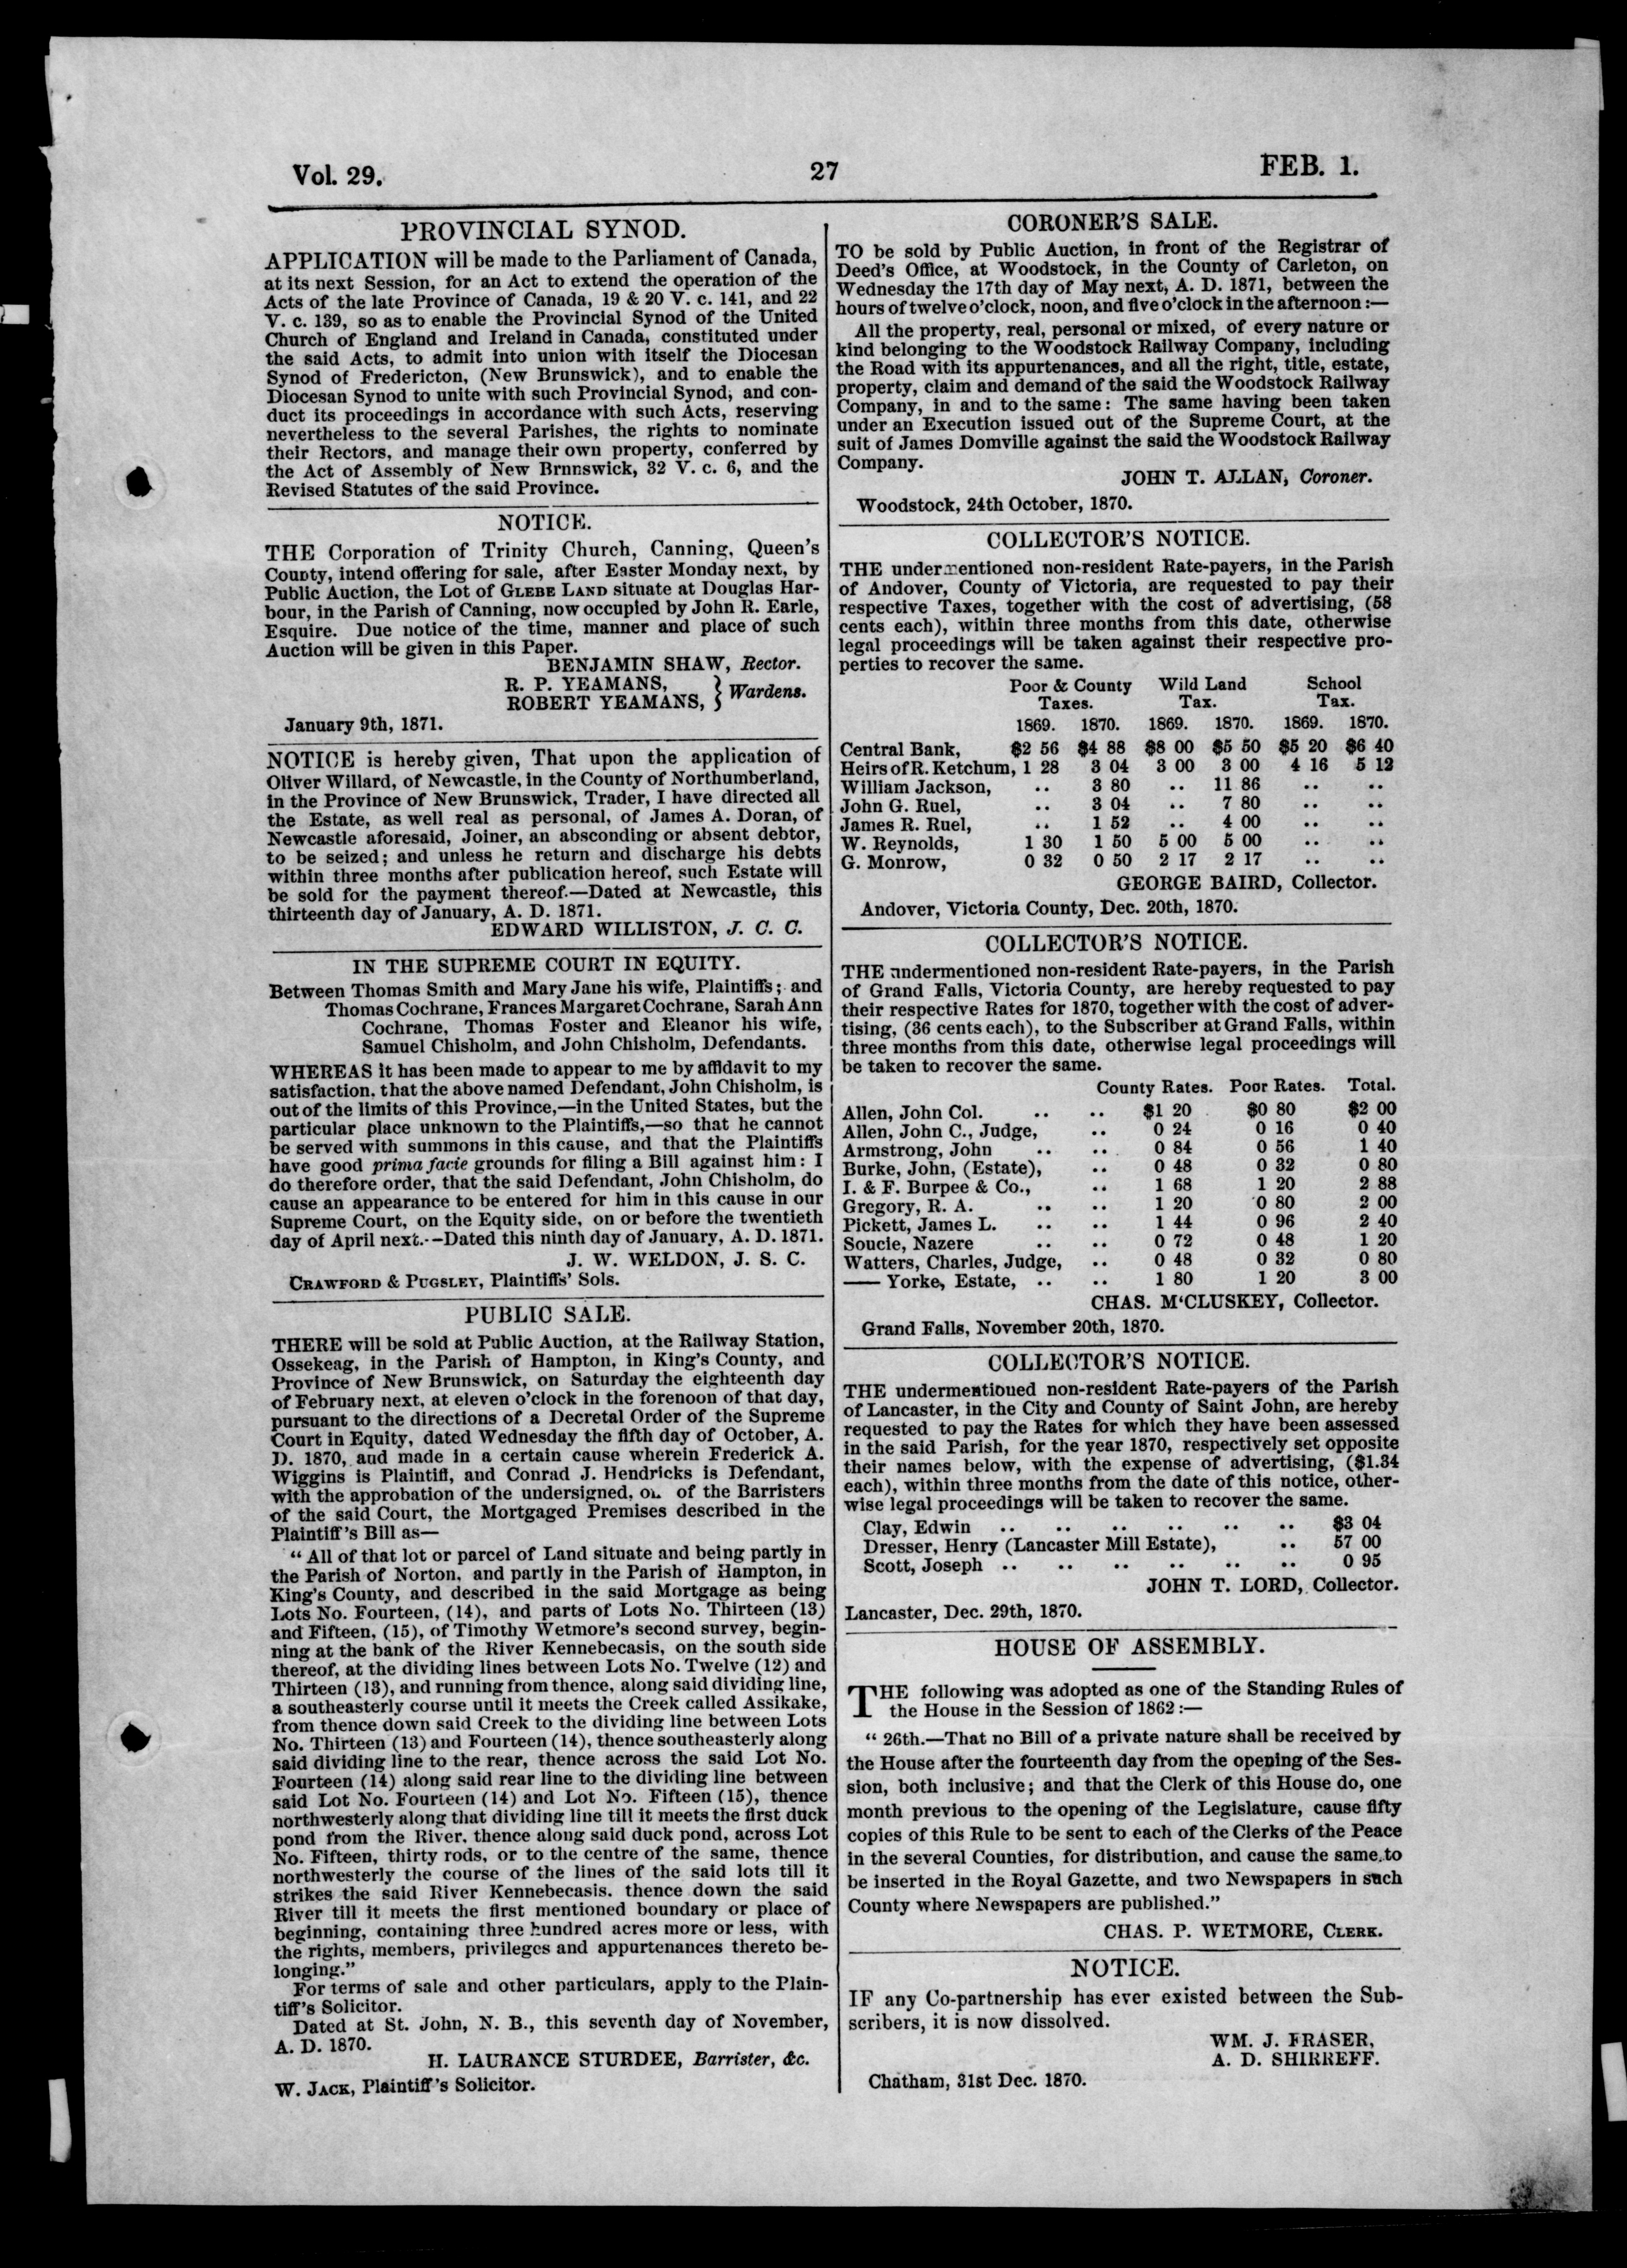 Vol. 29.
27
FEB. 1.
PROVINCIAL SYNOD.
APPLICATION will be made to the Parliament of Canada,
at its next Session, for an Act to extend the operation of the
Acts of the late Province of Canada, 19 & 20 V. c. 141, and 22
V. c. 139, so as to enable the Provincial Synod of the United
Church of England and Ireland in Canada, constituted under
the said Acts, to admit into union with itself the Diocesan
Synod of Fredericton, (New Brunswick), and to enable the
Diocesan Synod to unite with such Provincial Synod, and con-
duct its proceedings in accordance with such Acts, reserving
nevertheless to the several Parishes, the rights to nominate
their Rectors, and manage their own property, conferred by
the Act of Assembly of New Brnnswick, 32 V. c. 6, and the
Revised Statutes of the said Province.
NOTICE.
THE Corporation of Trinity Church, Canning, Queen's
County, intend offering for sale, after Easter Monday next, by
Public Auction, the Lot of GLEBE LAND situate at Douglas Har-
bour, in the Parish of Canning, now occupied by John R. Earle,
Esquire. Due notice of the time, manner and place of such
Auction will be given in this Paper.
BENJAMIN SHAW, Rector.
R. P. YEAMANS,
ROBERT YEAMANS, } Wardens.
January 9th, 1871.
NOTICE is hereby given, That upon the application of
Oliver Willard, of Newcastle, in the County of Northumberland,
in the Province of New Brunswick, Trader, I have directed all
the Estate, as well real as personal, of James A. Doran, of
Newcastle aforesaid, Joiner, an absconding or absent debtor,
to be seized; and unless he return and discharge his debts
within three months after publication hereof, such Estate will
be sold for the payment thereof.—Dated at Newcastle, this
thirteenth day of January, A. D. 1871.
EDWARD WILLISTON, J. C. C.
IN THE SUPREME COURT IN EQUITY.
Between Thomas Smith and Mary Jane his wife, Plaintiffs; and
Thomas Cochrane, Frances Margaret Cochrane, Sarah Ann
Cochrane, Thomas Foster and Eleanor his wife,
Samuel Chisholm, and John Chisholm, Defendants.
WHEREAS it has been made to appear to me by affidavit to my
satisfaction, that the above named Defendant, John Chisholm, is
out of the limits of this Province,—in the United States, but the
particular place unknown to the Plaintiffs,—so that he cannot
be served with summons in this cause, and that the Plaintiffs
have good prima facie grounds for filing a Bill against him: I
do therefore order, that the said Defendant, John Chisholm, do
cause an appearance to be entered for him in this cause in our
Supreme Court, on the Equity side, on or before the twentieth
day of April next.--Dated this ninth day of January, A. D. 1871.
J. W. WELDON, J. S. C.
CRAWFORD & PUGSLEY, Plaintiffs' Sols.
PUBLIC SALE.
THERE will be sold at Public Auction, at the Railway Station,
Ossekeag, in the Parish of Hampton, in King's County, and
Province of New Brunswick, on Saturday the eighteenth day
of February next, at eleven o'clock in the forenoon of that day,
pursuant to the directions of a Decretal Order of the Supreme
Court in Equity, dated Wednesday the fifth day of October, A.
D. 1870, and made in a certain cause wherein Frederick A.
Wiggins is Plaintiff, and Conrad J. Hendricks is Defendant,
with the approbation of the undersigned, of the Barristers
of the said Court, the Mortgaged Premises described in the
Plaintiff's Bill as—
"All of that lot or parcel of Land situate and being partly in
the Parish of Norton, and partly in the Parish of Hampton, in
King's County, and described in the said Mortgage as being
Lots No. Fourteen, (14), and parts of Lots No. Thirteen (13)
and Fifteen, (15), of Timothy Wetmore's second survey, begin-
ning at the bank of the River Kennebecasis, on the south side
thereof, at the dividing lines between Lots No. Twelve (12) and
Thirteen (13), and running from thence, along said dividing line,
a southeasterly course until it meets the Creek called Assikake,
from thence down said Creek to the dividing line between Lots
No. Thirteen (13) and Fourteen (14), thence southeasterly along
said dividing line to the rear, thence across the said Lot No.
Fourteen (14) along said rear line to the dividing line between
said Lot No. Fourteen (14) and Lot No. Fifteen (15), thence
northwesterly along that dividing line till it meets the first duck
pond from the River, thence along said duck pond, across Lot
No. Fifteen, thirty rods, or to the centre of the same, thence
northwesterly the course of the lines of the said lots till it
strikes the said River Kennebecasis, thence down the said
River till it meets the first mentioned boundary or place of
beginning, containing three hundred acres more or less, with
the rights, members, privileges and appurtenances thereto be-
longing."
For terms of sale and other particulars, apply to the Plain-
tiff's Solicitor.
Dated at St. John, N. B., this seventh day of November,
A. D. 1870.
H. LAURANCE STURDEE, Barrister, &c.
W. JACK, Plaintiff's Solicitor.
CORONER'S SALE.
TO be sold by Public Auction, in front of the Registrar of
Deed's Office, at Woodstock, in the County of Carleton, on
Wednesday the 17th day of May next, A. D. 1871, between the
hours of twelve o'clock, noon, and five o'clock in the afternoon:—
All the property, real, personal or mixed, of every nature or
kind belonging to the Woodstock Railway Company, including
the Road with its appurtenances, and all the right, title, estate,
property, claim and demand of the said the Woodstock Railway
Company, in and to the same: The same having been taken
under an Execution issued out of the Supreme Court, at the
suit of James Domville against the said the Woodstock Railway
Company.
JOHN T. ALLAN, Coroner.
Woodstock, 24th October, 1870.
COLLECTOR'S NOTICE.
THE undermentioned non-resident Rate-payers, in the Parish
of Andover, County of Victoria, are requested to pay their
respective Taxes, together with the cost of advertising, (58
cents each), within three months from this date, otherwise
legal proceedings will be taken against their respective pro-
perties to recover the same.
Poor & County Wild Land School
Taxes. Tax. Tax.
1869. 1870. 1869. 1870. 1869. 1870.
Central Bank, $2 56 $4 88 $8 00 $5 50 $5 20 $6 40
Heirs of R. Ketchum, 1 28 3 04 3 00 3 00 4 16 5 12
William Jackson, .. 3 80 .. 11 86 .. ..
John G. Ruel, .. 3 04 .. 7 80 .. ..
James R. Ruel, .. 1 52 .. 4 00 .. ..
W. Reynolds, 1 30 1 50 5 00 5 00 .. ..
G. Monrow, 0 32 0 50 2 17 2 17 .. ..
GEORGE BAIRD, Collector.
Andover, Victoria County, Dec. 20th, 1870.
COLLECTOR'S NOTICE.
THE undermentioned non-resident Rate-payers, in the Parish
of Grand Falls, Victoria County, are hereby requested to pay
their respective Rates for 1870, together with the cost of adver-
tising, (36 cents each), to the Subscriber at Grand Falls, within
three months from this date, otherwise legal proceedings will
be taken to recover the same.
County Rates. Poor Rates. Total.
Allen, John Col. .. .. $1 20 $0 80 $2 00
Allen, John C., Judge, .. 0 24 0 16 0 40
Armstrong, John .. .. 0 84 0 56 1 40
Burke, John, (Estate), .. 0 48 0 32 0 80
I. & F. Burpee & Co., .. 1 68 1 20 2 88
Gregory, R. A. .. .. 1 20 0 80 2 00
Pickett, James L. .. .. 1 44 0 96 2 40
Soucie, Nazere .. .. 0 72 0 48 1 20
Watters, Charles, Judge, .. 0 48 0 32 0 80
—— Yorke, Estate, .. .. 1 80 1 20 3 00
CHAS. M'CLUSKEY, Collector.
Grand Falls, November 20th, 1870.
COLLECTOR'S NOTICE.
THE undermentioued non-resident Rate-payers of the Parish
of Lancaster, in the City and County of Saint John, are hereby
requested to pay the Rates for which they have been assessed
in the said Parish, for the year 1870, respectively set opposite
their names below, with the expense of advertising, ($1.34
each), within three months from the date of this notice, other-
wise legal proceedings will be taken to recover the same.
Clay, Edwin .. .. .. .. .. .. $3 04
Dresser, Henry (Lancaster Mill Estate), .. 57 00
Scott, Joseph .. .. .. .. .. .. 0 95
JOHN T. LORD, Collector.
Lancaster, Dec. 29th, 1870.
HOUSE OF ASSEMBLY.
THE following was adopted as one of the Standing Rules of
the House in the Session of 1862:—
"26th.—That no Bill of a private nature shall be received by
the House after the fourteenth day from the opening of the Ses-
sion, both inclusive; and that the Clerk of this House do, one
month previous to the opening of the Legislature, cause fifty
copies of this Rule to be sent to each of the Clerks of the Peace
in the several Counties, for distribution, and cause the same to
be inserted in the Royal Gazette, and two Newspapers in such
County where Newspapers are published."
CHAS. P. WETMORE, CLERK.
NOTICE.
IF any Co-partnership has ever existed between the Sub-
scribers, it is now dissolved.
WM. J. FRASER,
A. D. SHIRREFF.
Chatham, 31st Dec. 1870.